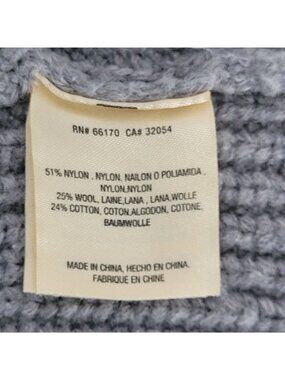 RN# 66170 CA# 32054
51% NYLON , NYLON, NAILON O POLIAMIDA ,
NYLON,NYLON
25% WOOL, LAINE,LANA , LANA,WOLLE
24% COTTON, COTON,ALGODON, COTONE,
BAUMWOLLE
MADE IN CHINA, HECHO EN CHINA,
FABRIQUE EN CHINE